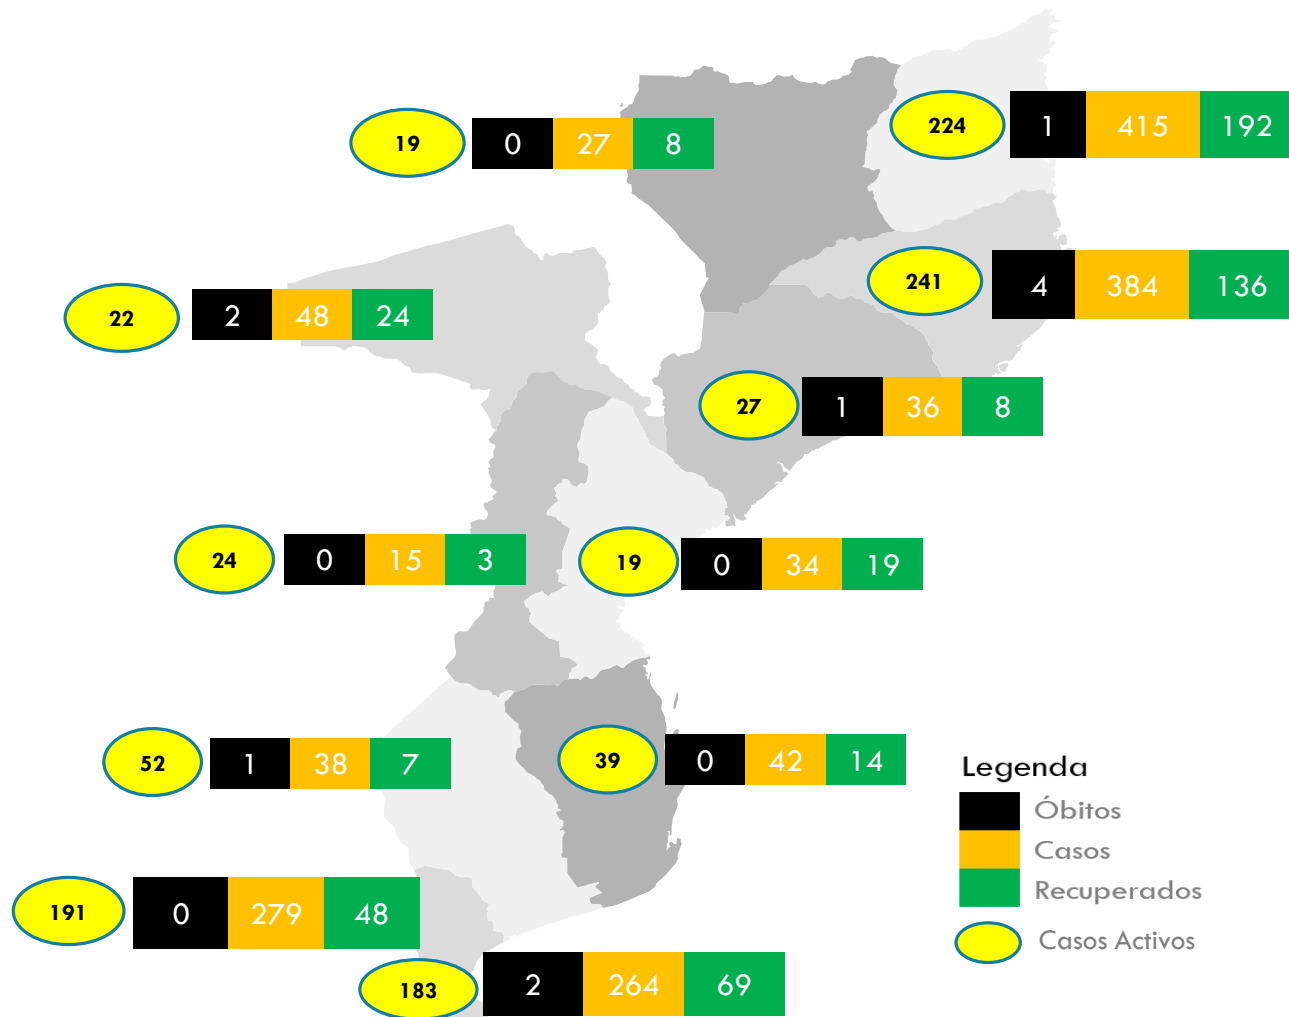 224 1 415 192
19 0 27 8
241 4 384 136
22 2 48 24
27 1 36 8
24 0 15 3
19 0 34 19
52 1 38 7
39 0 42 14
Legenda
Óbitos
Casos
Recuperados
Casos Activos
191 0 279 48
183 2 264 69